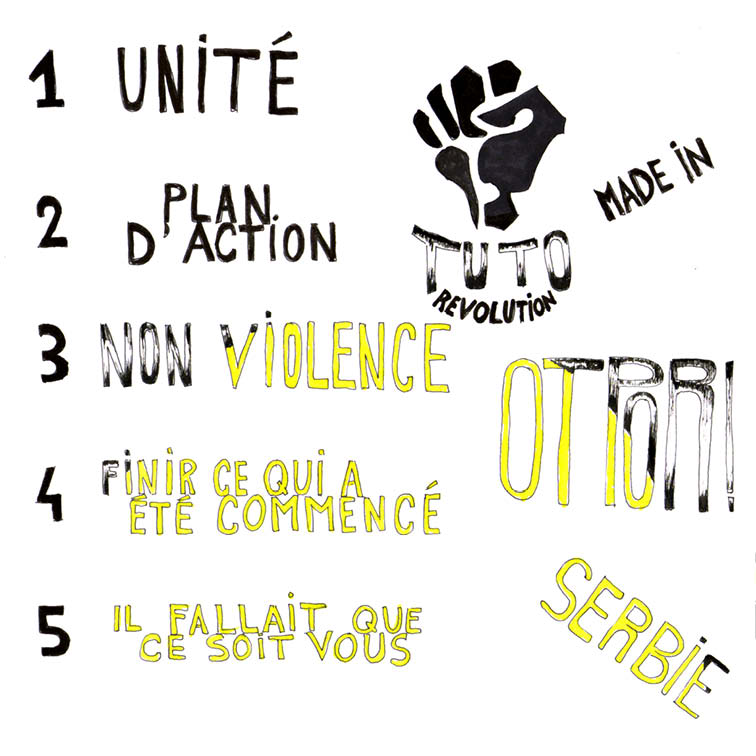 1 UNiTÉ
2 PLAN
D'ACTiON
3 NON ViOLENCE
4 FiNIR CE QUi A
ÉTÉ COMMENCÉ
5 iL FALLAIT QUE
CE SOiT VOUS
TUTO
REVOLUTiON
MADE iN
OTPOR!
SERBiE